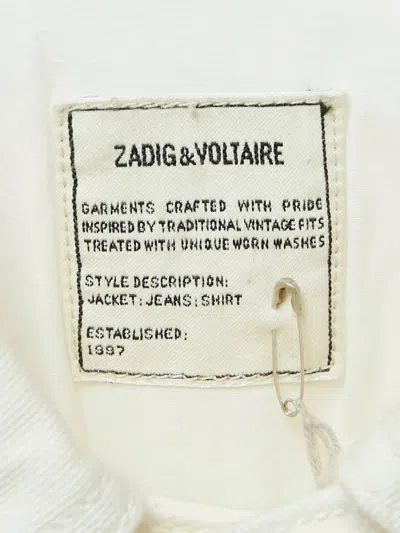 ZADIG&VOLTAIRE
GARMENTS CRAFTED WITH PRIDE
INSPIRED BY TRADITIONAL VINTAGE FITS
TREATED WITH UNIQUE WORN WASHES
STYLE DESCRIPTION:
JACKET; JEANS; SHIRT
ESTABLISHED:
1997